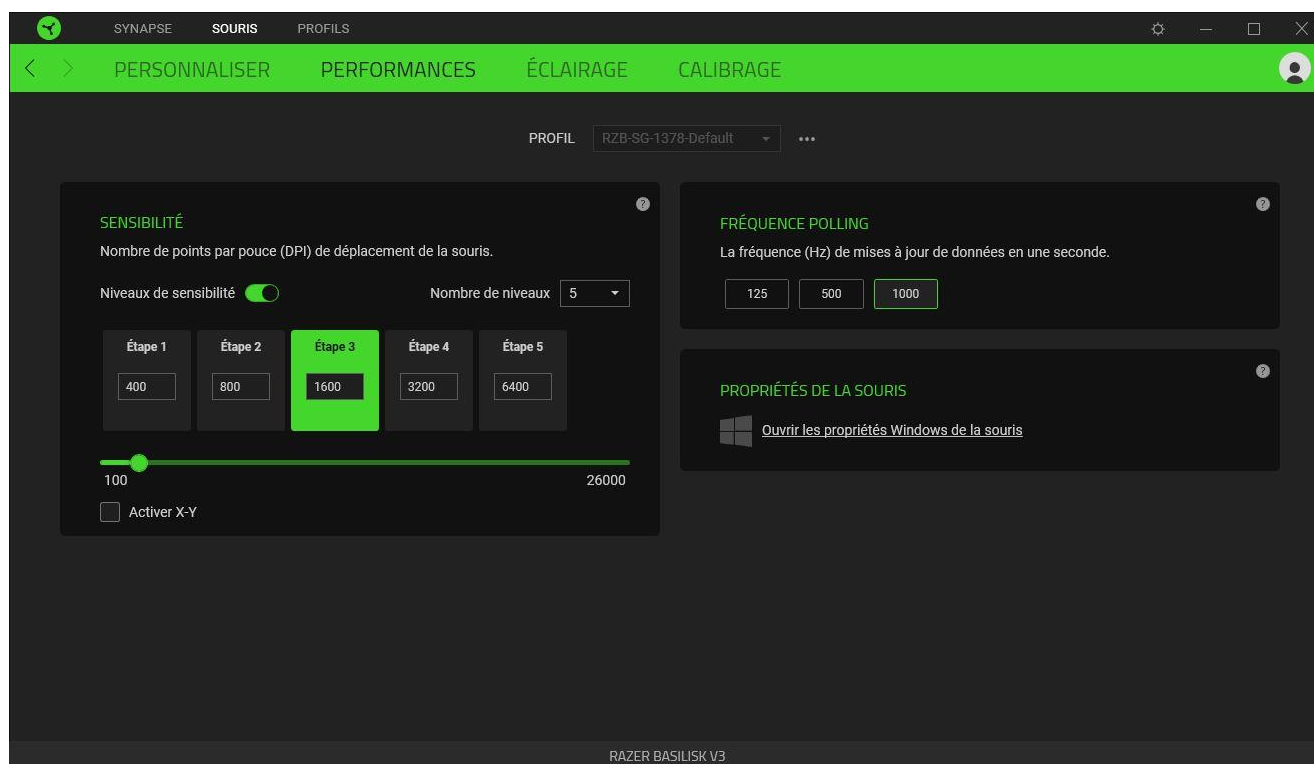 SYNAPSE SOURIS PROFILS
PERSONNALISER PERFORMANCES ÉCLAIRAGE CALIBRAGE
PROFIL RZB-SG-1378-Default •••
SENSIBILITÉ ?
Nombre de points par pouce (DPI) de déplacement de la souris.
Niveaux de sensibilité Nombre de niveaux 5
Étape 1 Étape 2 Étape 3 Étape 4 Étape 5
400 800 1600 3200 6400
100 26000
Activer X-Y
FRÉQUENCE POLLING ?
La fréquence (Hz) de mises à jour de données en une seconde.
125 500 1000
PROPRIÉTÉS DE LA SOURIS ?
Ouvrir les propriétés Windows de la souris
RAZER BASILISK V3